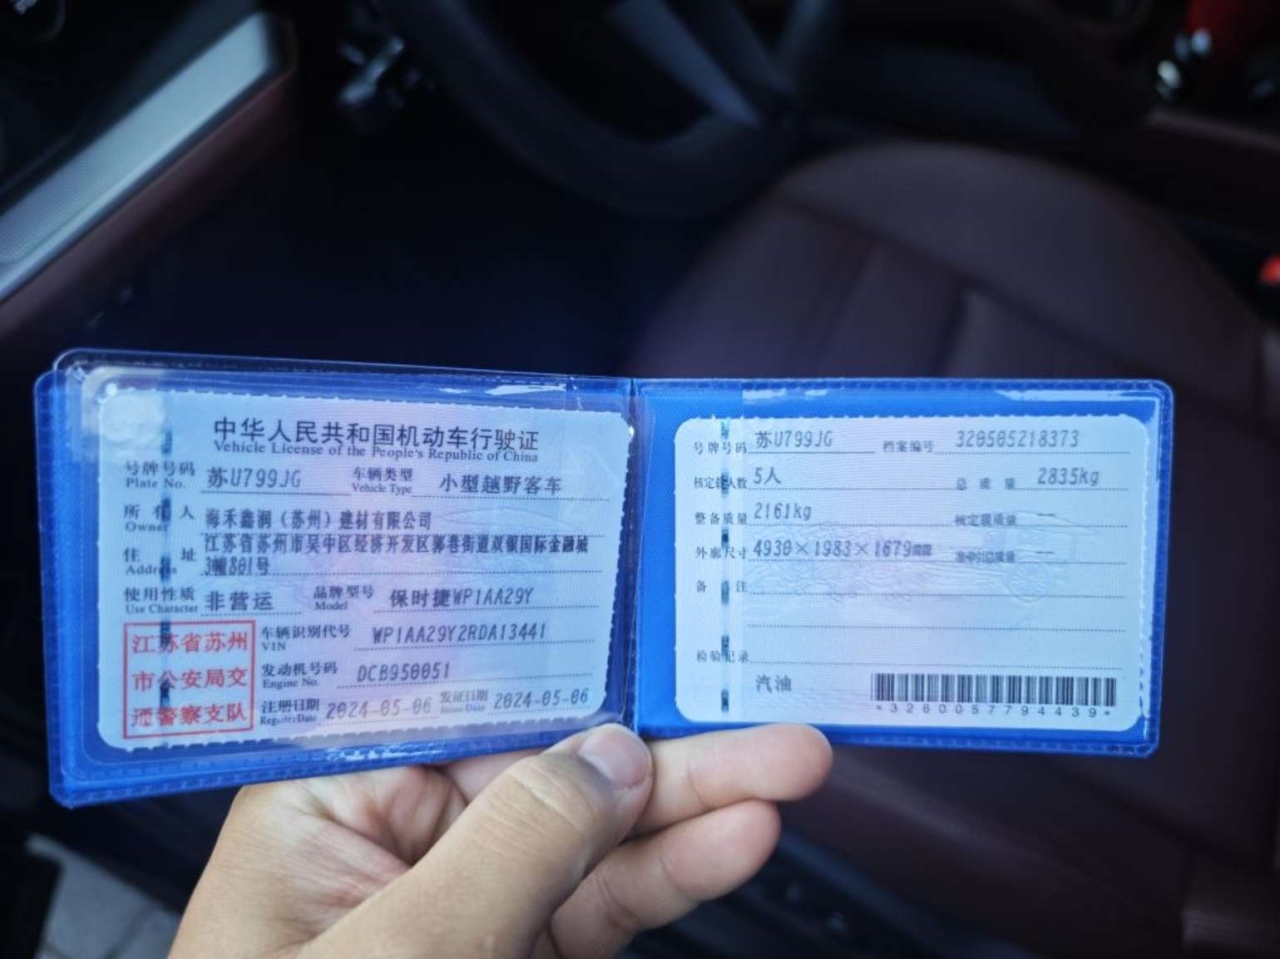 中华人民共和国机动车行驶证
Vehicle License of the People's Republic of China
号牌号码 苏U799JG 车辆类型 小型越野客车
Plate No. Vehicle Type
所有人 海禾鑫润（苏州）建材有限公司
Owner
住址 江苏省苏州市吴中区经济开发区郭巷街道双银国际金融城
Address 3幢801号
使用性质 非营运 品牌型号 保时捷WP1AA29Y
Use Character Model
江苏省苏州
市公安局交
通警察支队
车辆识别代号 WP1AA29Y2RDA13441
VIN
发动机号码 DCB950051
Engine No.
注册日期 2024-05-06 发证日期 2024-05-06
Register Date Issue Date
号牌号码 苏U799JG 档案编号 320505218373
核定载人数 5人 总质量 2835kg
整备质量 2161kg 核定载质量 --
外廓尺寸 4930×1983×1679mm 准牵引总质量 --
备注
检验记录
汽油
*3260057794439*